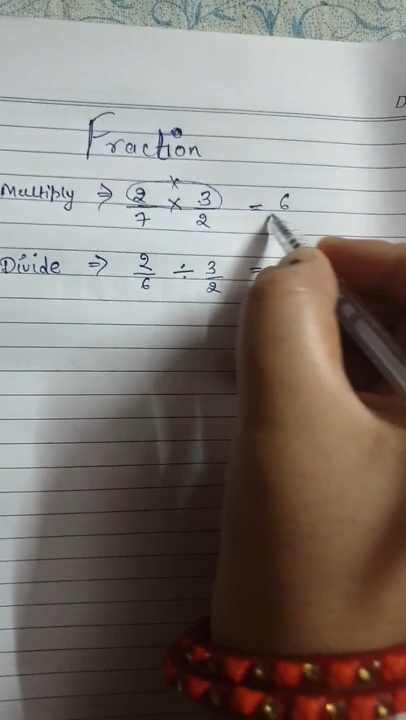 D
Fraction
Multiply ⇒ 2/7 × 3/2 = 6
×
Divide ⇒ 2/6 ÷ 3/2 =